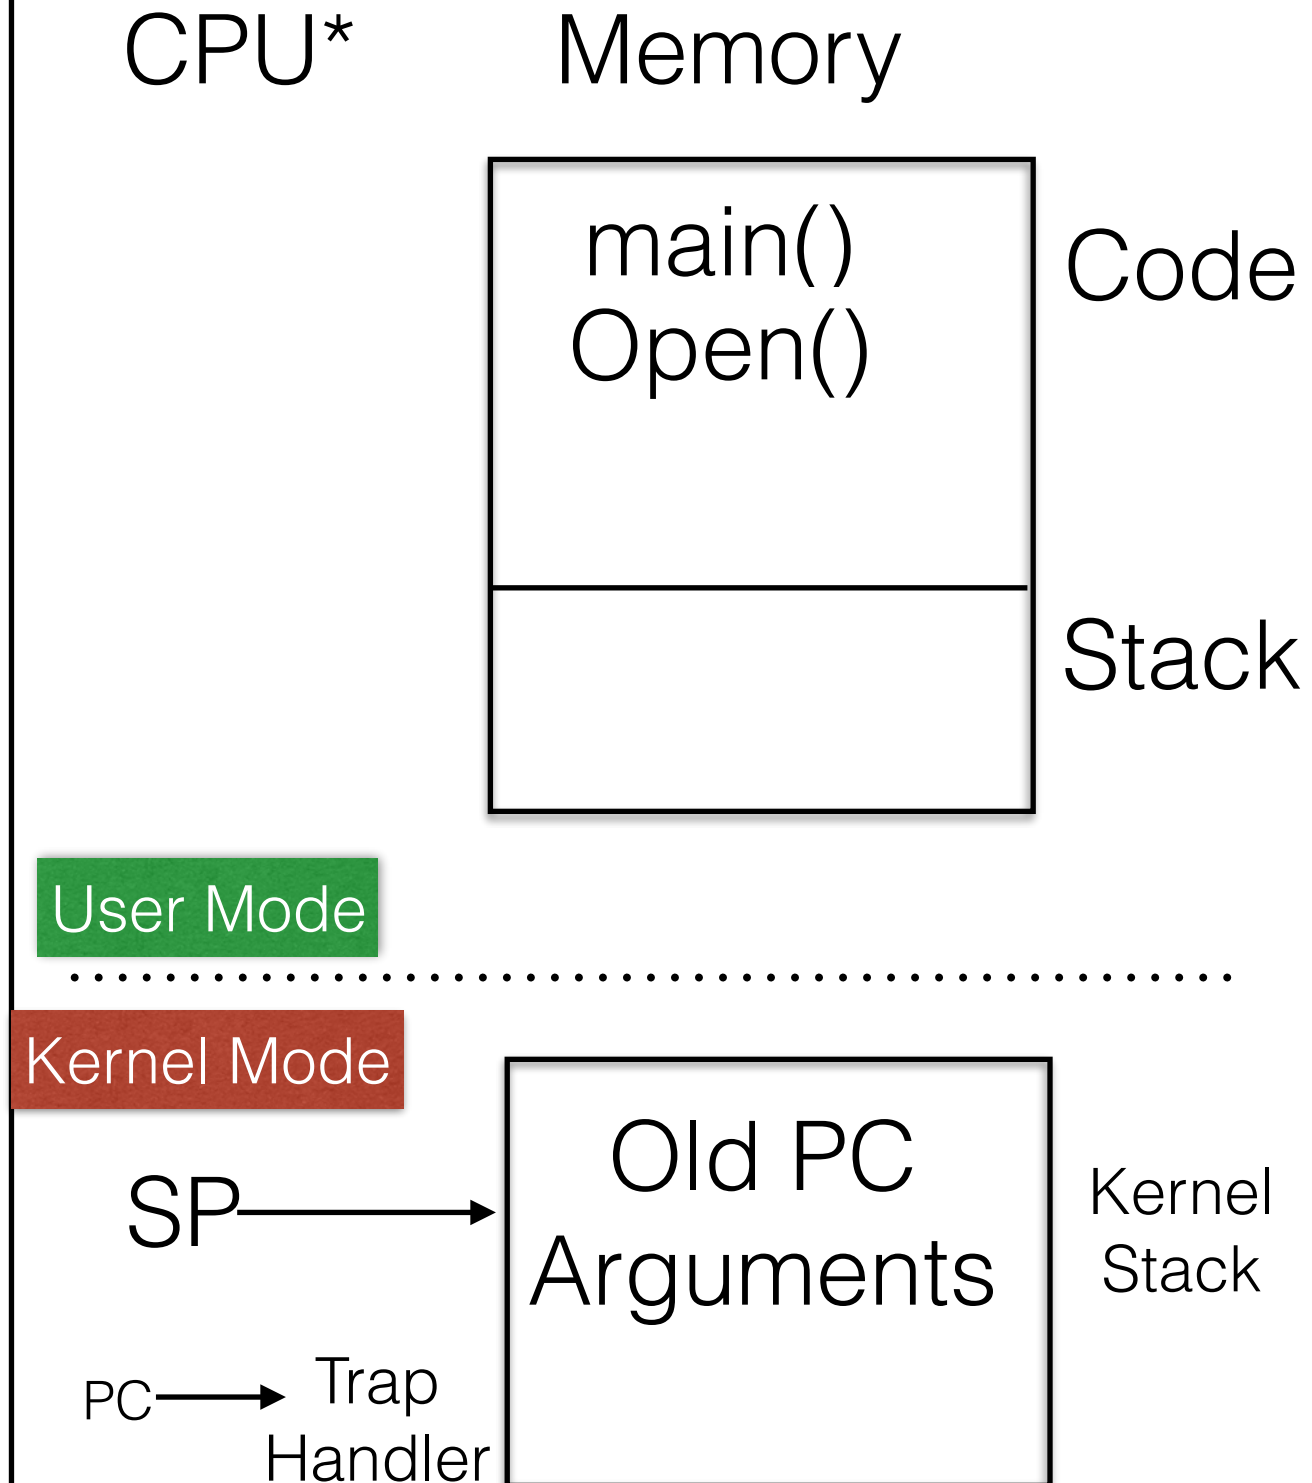 CPU* Memory
main()
Open()
Code
Stack
User Mode
Kernel Mode
Old PC
Arguments
SP
Kernel
Stack
PC
Trap
Handler